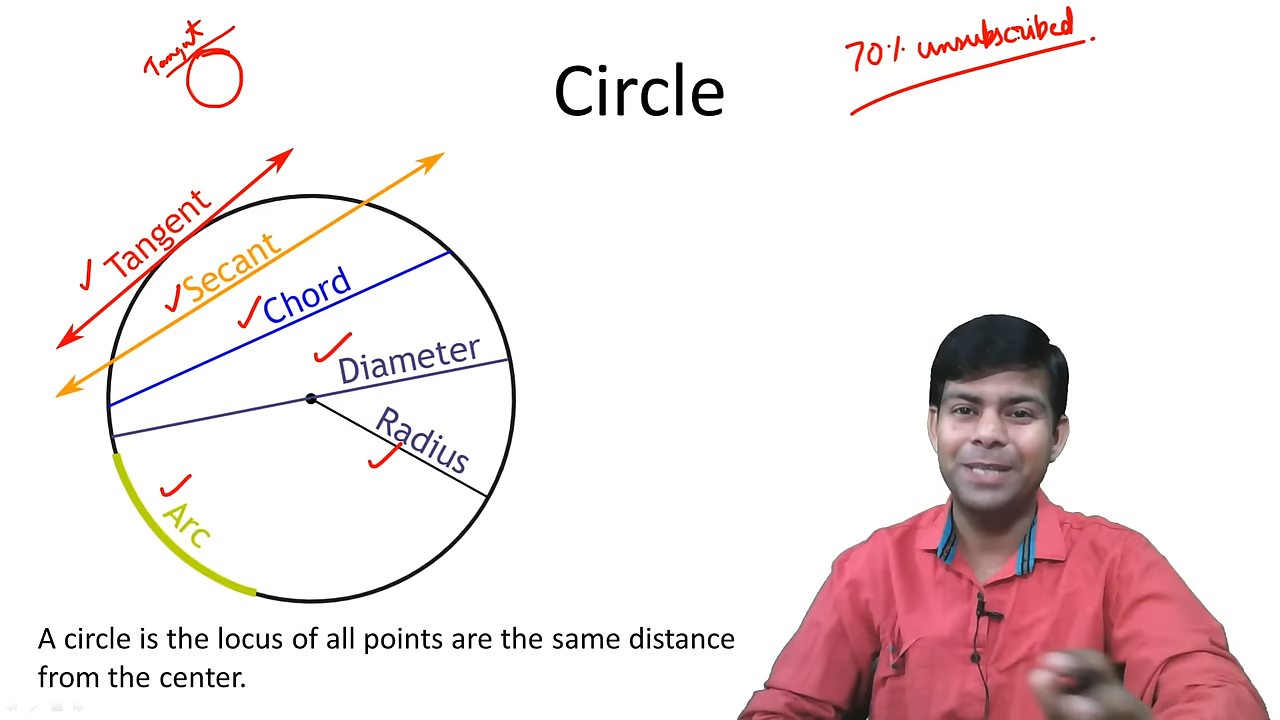 Tangent
70% unsubscribed.
Circle
Tangent
Secant
Chord
Diameter
Radius
Arc
A circle is the locus of all points are the same distance
from the center.